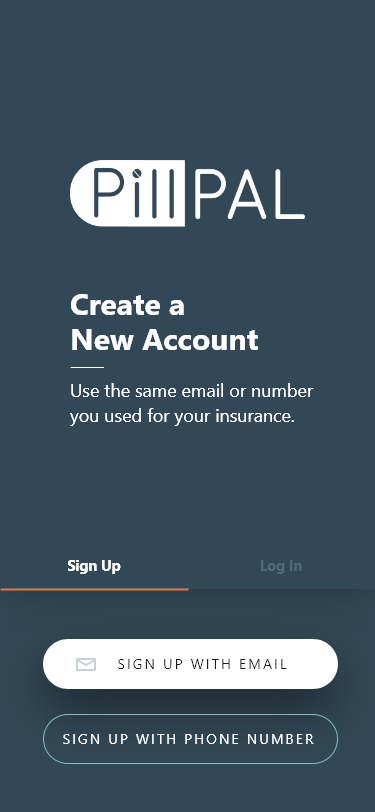 PillPAL
Create a
New Account
Use the same email or number
you used for your insurance.
Sign Up
Log In
SIGN UP WITH EMAIL
SIGN UP WITH PHONE NUMBER